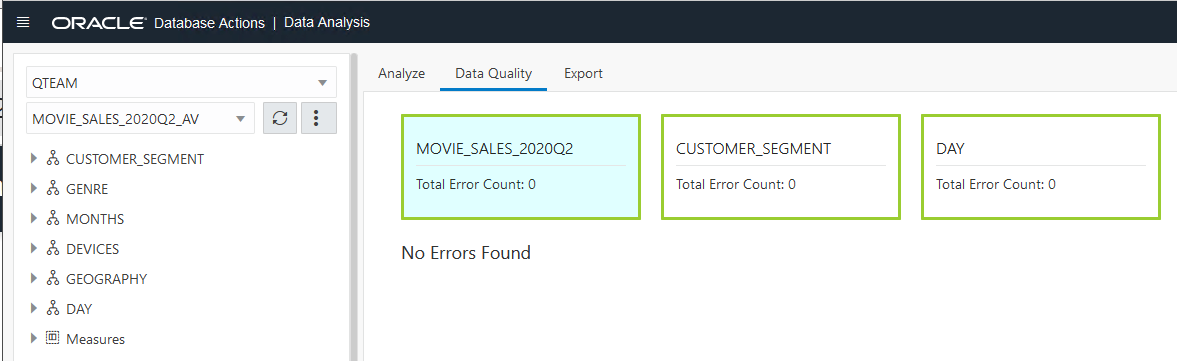 ORACLE Database Actions | Data Analysis
QTEAM
MOVIE_SALES_2020Q2_AV
CUSTOMER_SEGMENT
GENRE
MONTHS
DEVICES
GEOGRAPHY
DAY
Measures
Analyze Data Quality Export
MOVIE_SALES_2020Q2
Total Error Count: 0
CUSTOMER_SEGMENT
Total Error Count: 0
DAY
Total Error Count: 0
No Errors Found